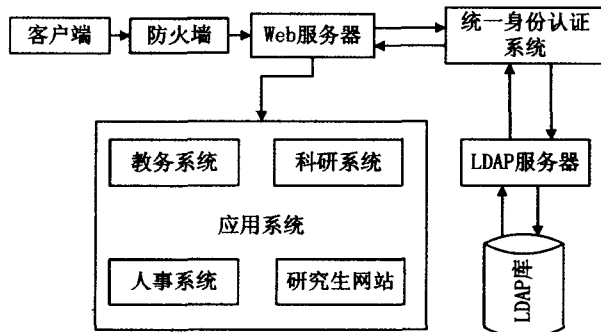 客户端
防火墙
Web服务器
统一身份认证
系统
教务系统
科研系统
LDAP服务器
应用系统
人事系统
研究生网站
LDAP库